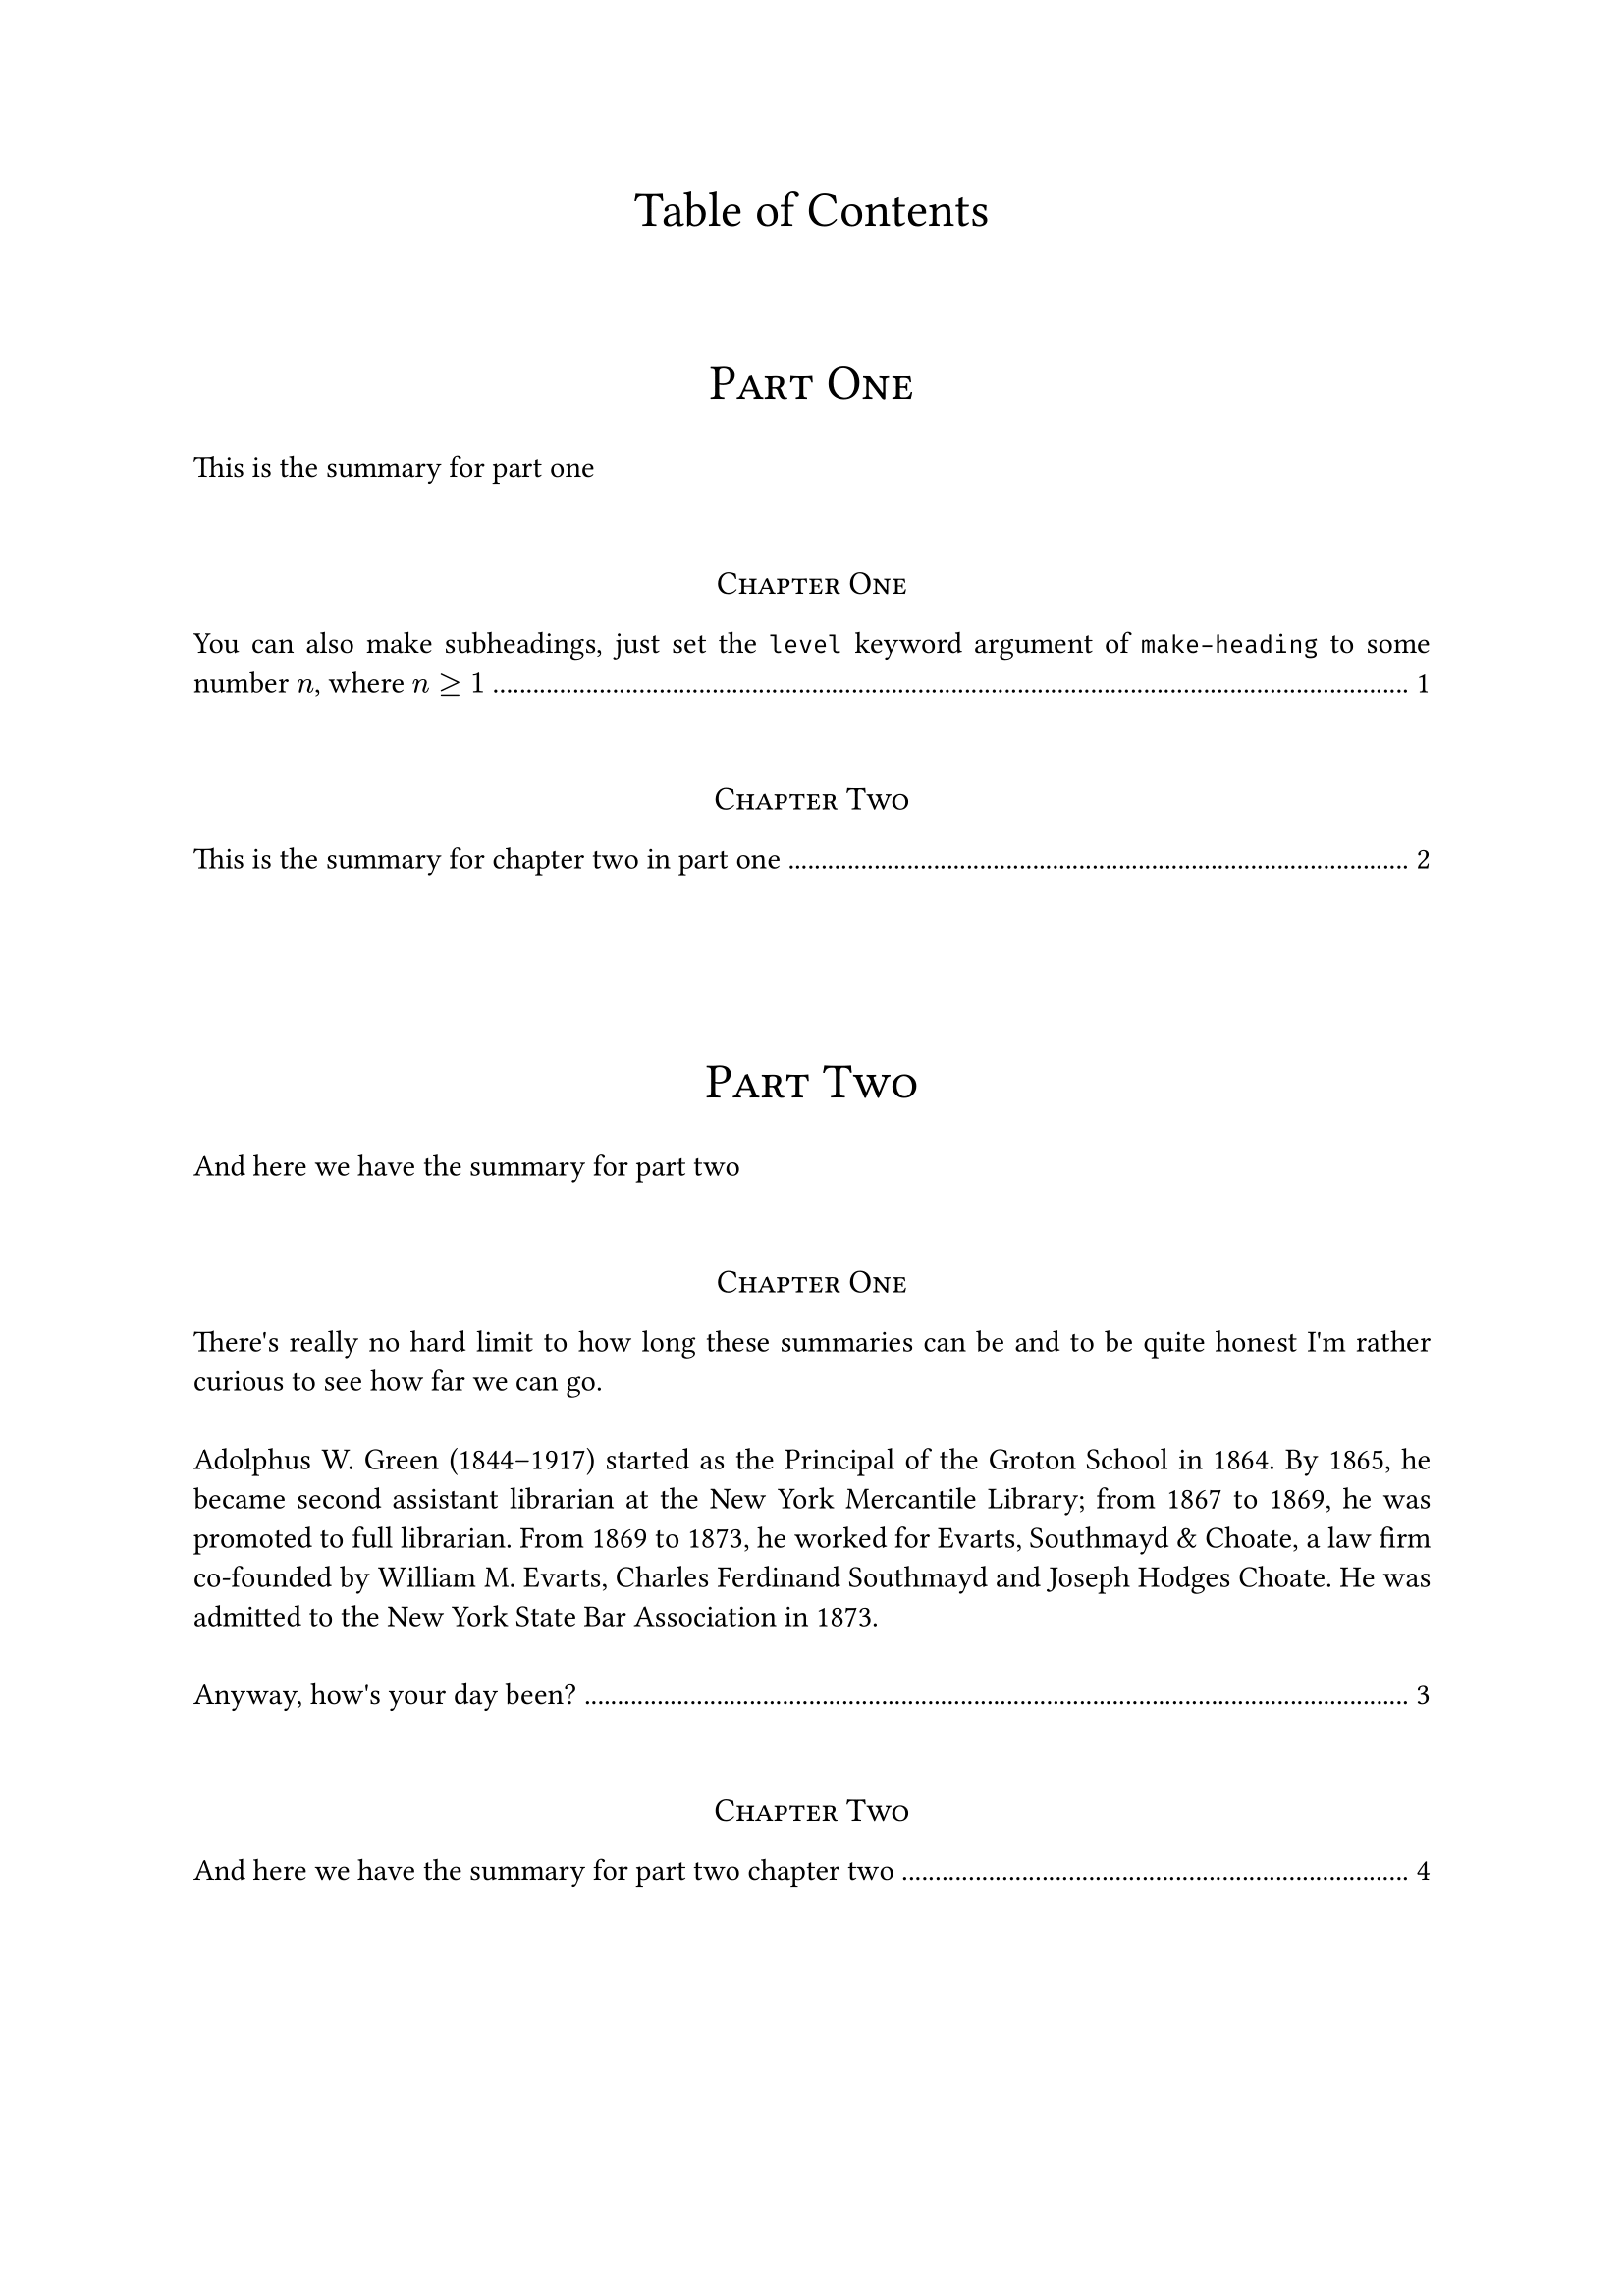 Table of Contents
Part One
This is the summary for part one
Chapter One
You can also make subheadings, just set the level keyword argument of make-heading to some
number n, where n ≥ 1 ........................................................................................................................................ 1
Chapter Two
This is the summary for chapter two in part one ............................................................................................ 2
Part Two
And here we have the summary for part two
Chapter One
There's really no hard limit to how long these summaries can be and to be quite honest I'm rather
curious to see how far we can go.
Adolphus W. Green (1844–1917) started as the Principal of the Groton School in 1864. By 1865, he
became second assistant librarian at the New York Mercantile Library; from 1867 to 1869, he was
promoted to full librarian. From 1869 to 1873, he worked for Evarts, Southmayd & Choate, a law firm
co-founded by William M. Evarts, Charles Ferdinand Southmayd and Joseph Hodges Choate. He was
admitted to the New York State Bar Association in 1873.
Anyway, how's your day been? .......................................................................................................................... 3
Chapter Two
And here we have the summary for part two chapter two ........................................................................... 4